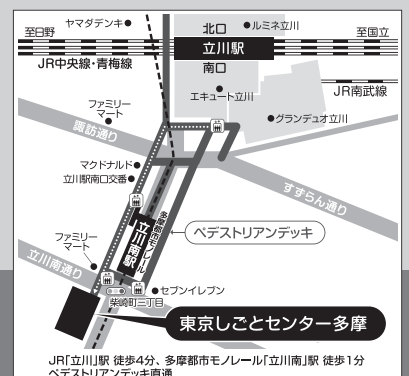 ヤマダデンキ
北口
ルミネ立川
至日野
立川駅
至国立
JR中央線・青梅線
南口
エキュート立川
JR南武線
ファミリー
マート
グランデュオ立川
諏訪通り
マクドナルド
立川駅南口交番
すずらん通り
多摩都市モノレール
立川南駅
ペデストリアンデッキ
ファミリー
マート
立川南通り
セブンイレブン
柴崎町三丁目
東京しごとセンター多摩
JR「立川」駅 徒歩4分、多摩都市モノレール「立川南」駅 徒歩1分
ペデストリアンデッキ直通